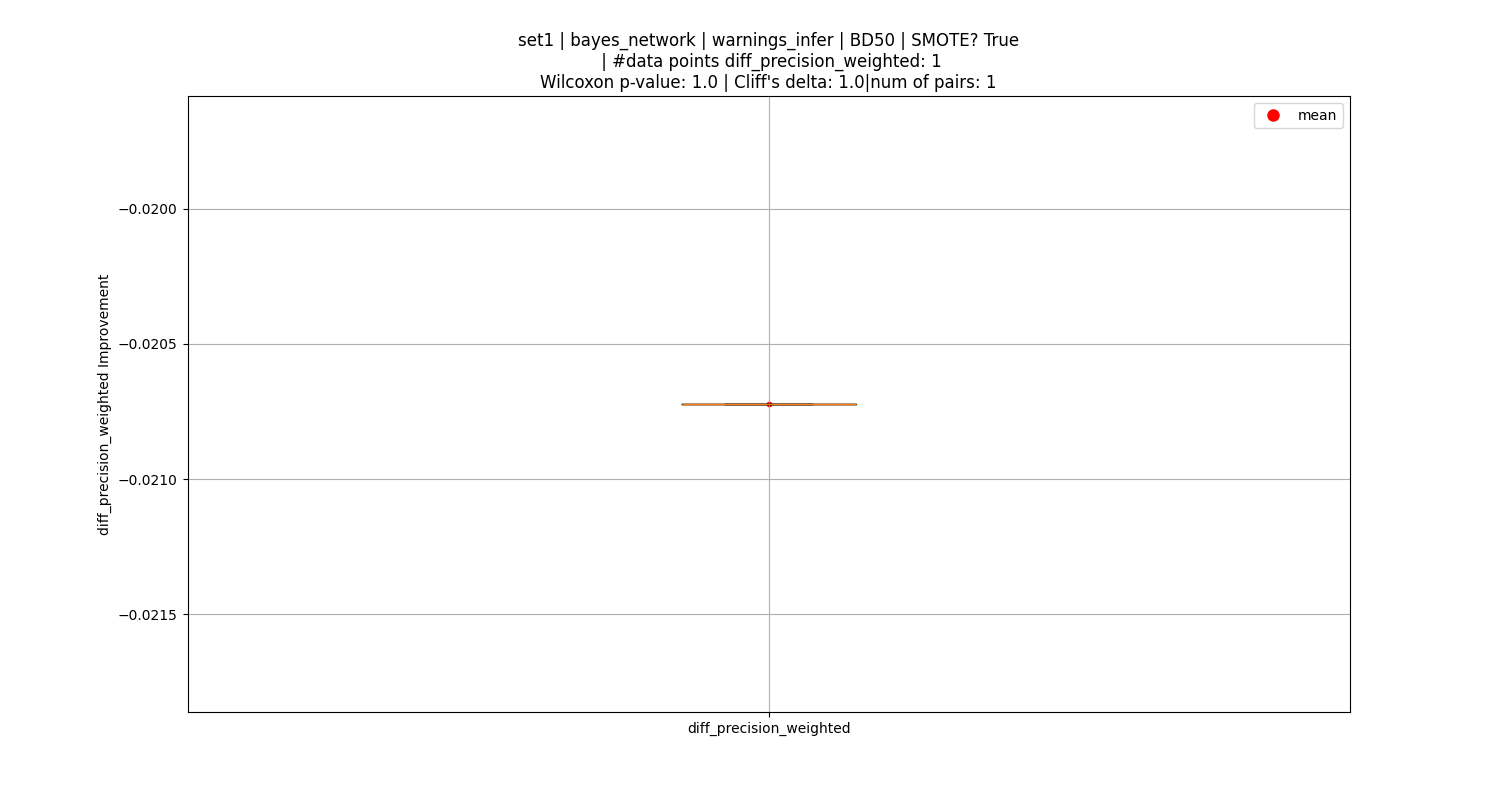 set1 | bayes_network | warnings_infer | BD50 | SMOTE? True
| #data points diff_precision_weighted: 1
Wilcoxon p-value: 1.0 | Cliff's delta: 1.0|num of pairs: 1
mean
−0.0200
−0.0205
−0.0210
−0.0215
diff_precision_weighted Improvement
diff_precision_weighted